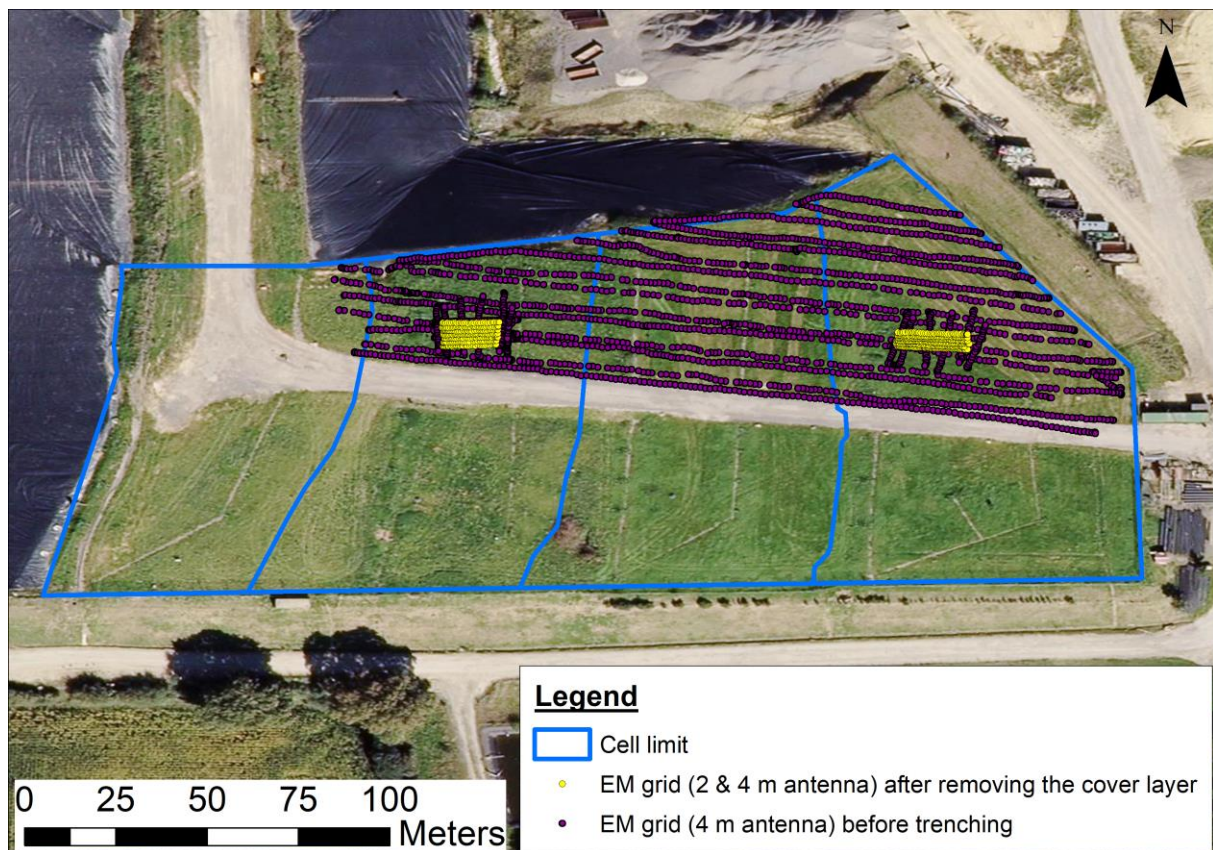 N
Legend
Cell limit
EM grid (2 & 4 m antenna) after removing the cover layer
EM grid (4 m antenna) before trenching
0 25 50 75 100
Meters